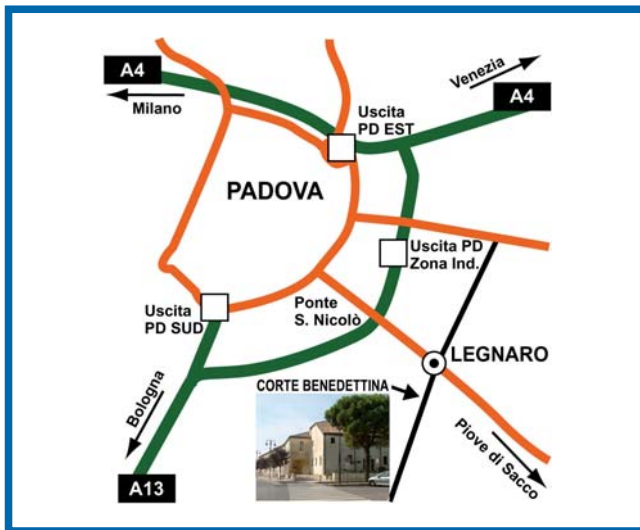 A4
Milano
Uscita
PD EST
Venezia
A4
PADOVA
Uscita PD
Zona Ind.
Uscita
PD SUD
Ponte
S. Nicolò
LEGNARO
CORTE BENEDETTINA
Bologna
Piove di Sacco
A13